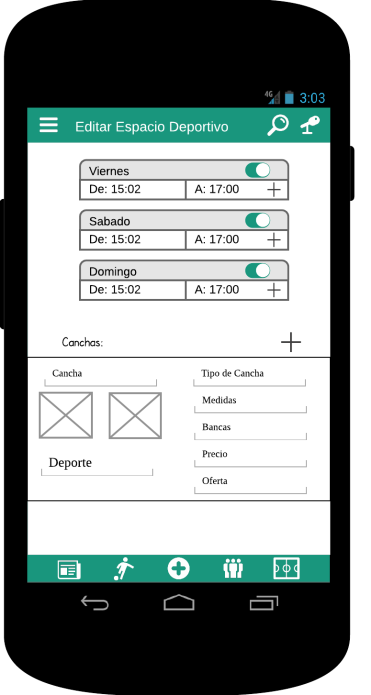 4G 3:03
Editar Espacio Deportivo
Viernes
De: 15:02 A: 17:00
Sabado
De: 15:02 A: 17:00
Domingo
De: 15:02 A: 17:00
Canchas:
Cancha Tipo de Cancha
Medidas
Bancas
Deporte Precio
Oferta